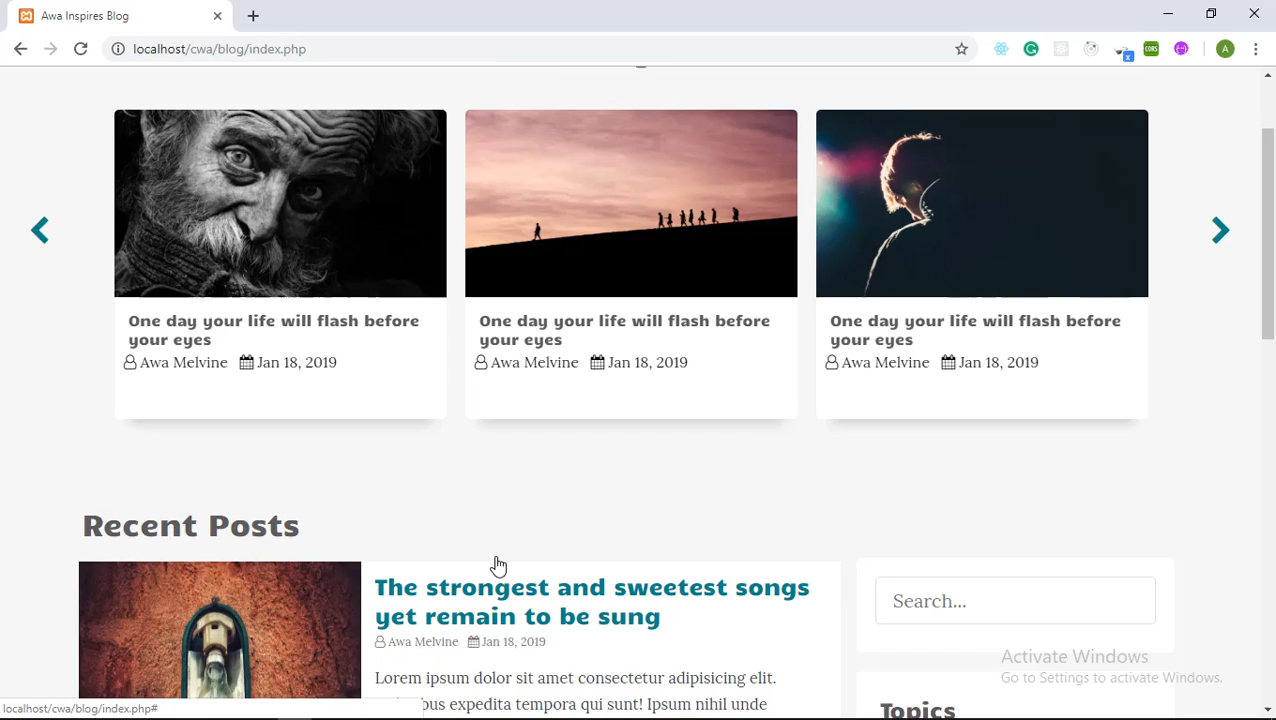 Awa Inspires Blog
localhost/cwa/blog/index.php
CORS
x
A
One day your life will flash before
your eyes
Awa Melvine Jan 18, 2019
One day your life will flash before
your eyes
Awa Melvine Jan 18, 2019
One day your life will flash before
your eyes
Awa Melvine Jan 18, 2019
Recent Posts
The strongest and sweetest songs
yet remain to be sung
Awa Melvine Jan 18, 2019
Lorem ipsum dolor sit amet consectetur adipisicing elit.
expedita tempora qui sunt! Ipsum nihil unde
Search...
Topics
Activate Windows
Go to Settings to activate Windows.
localhost/cwa/blog/index.php#